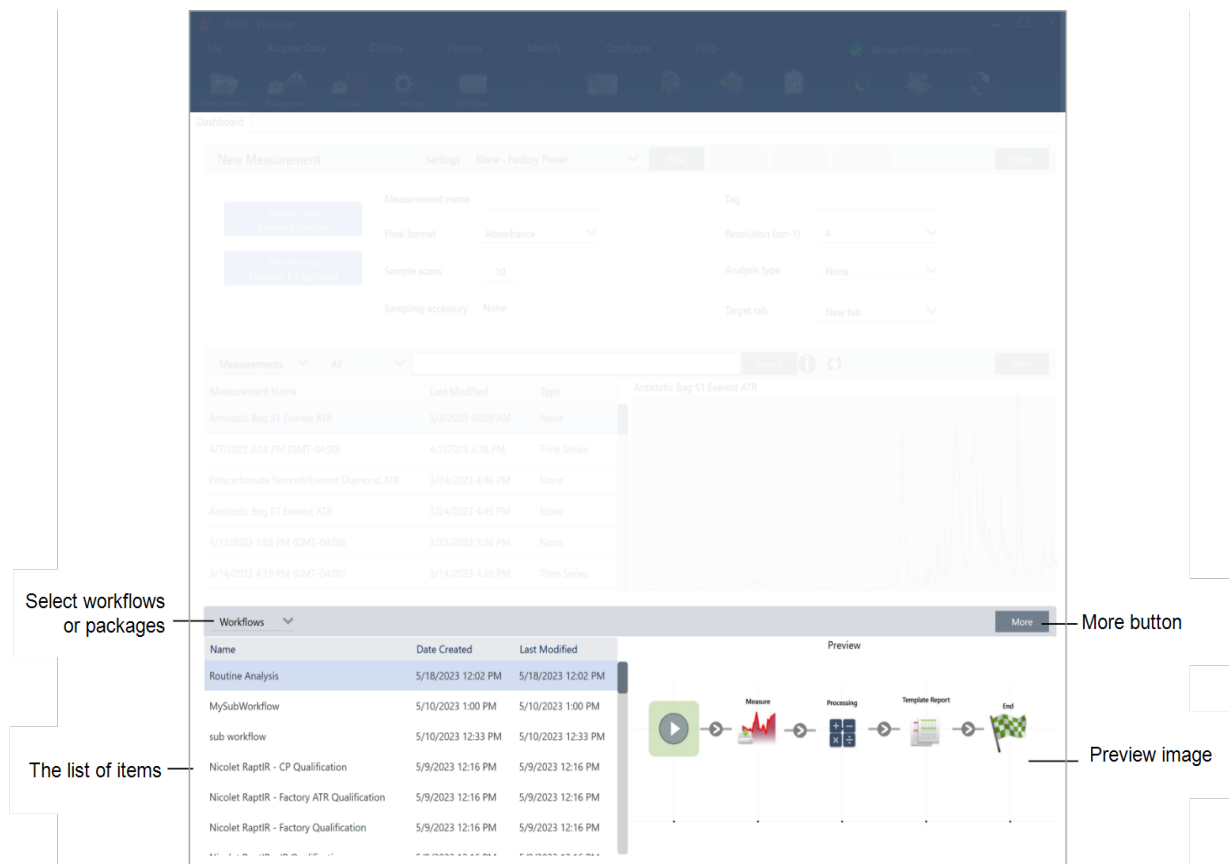 OMNIC Paradigm
File Acquire Data Display Process Identify Configure Help
Dashboard
New Measurement Settings None - Factory Preset More
Measurement name Tag
Final format Absorbance Resolution (cm-1) 4
Sample scans 10 Analysis type None
Sampling accessory None Target tab New tab
Measurements All
Measurement Name Last Modified Type Antistatic Bag S1 Everest ATR
Antistatic Bag S1 Everest ATR 5/3/2023 10:09 AM None
4/7/2023 3:18 PM (GMT-04:00) 4/7/2023 3:18 PM Time Series
Polycarbonate Summit/Everest Diamond ATR 3/24/2023 4:46 PM None
Antistatic Bag S1 Everest ATR 3/24/2023 4:45 PM None
3/14/2023 4:19 PM (GMT-04:00) 3/14/2023 4:20 PM Time Series
Select workflows
or packages
Workflows More
More button
Name Date Created Last Modified Preview
Routine Analysis 5/18/2023 12:02 PM 5/18/2023 12:02 PM
MySubWorkflow 5/10/2023 1:00 PM 5/10/2023 1:00 PM
Measure Processing Template Report End
sub workflow 5/10/2023 12:33 PM 5/10/2023 12:33 PM
The list of items
Preview image
Nicolet RaptIR - CP Qualification 5/9/2023 12:16 PM 5/9/2023 12:16 PM
Nicolet RaptIR - Factory ATR Qualification 5/9/2023 12:16 PM 5/9/2023 12:16 PM
Nicolet RaptIR - Factory Qualification 5/9/2023 12:16 PM 5/9/2023 12:16 PM